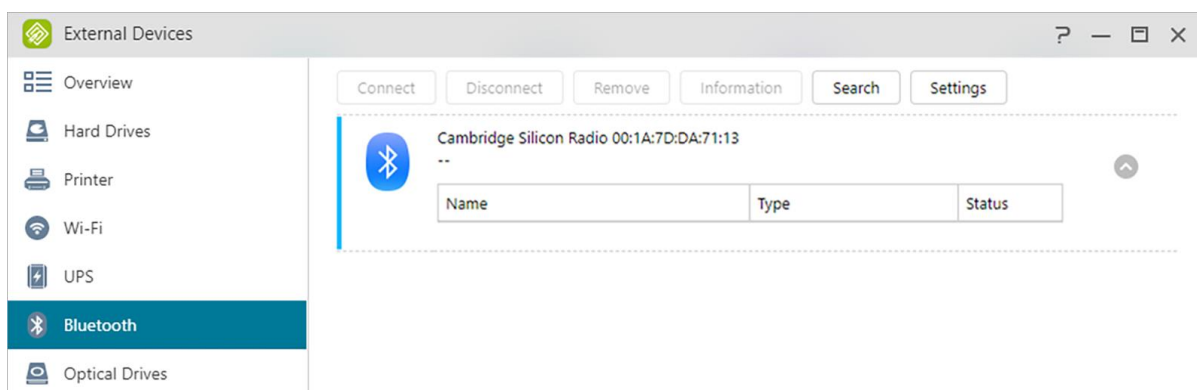 External Devices
Overview
Hard Drives
Printer
Wi-Fi
UPS
Bluetooth
Optical Drives
Connect Disconnect Remove Information Search Settings
Cambridge Silicon Radio 00:1A:7D:DA:71:13
--
Name Type Status